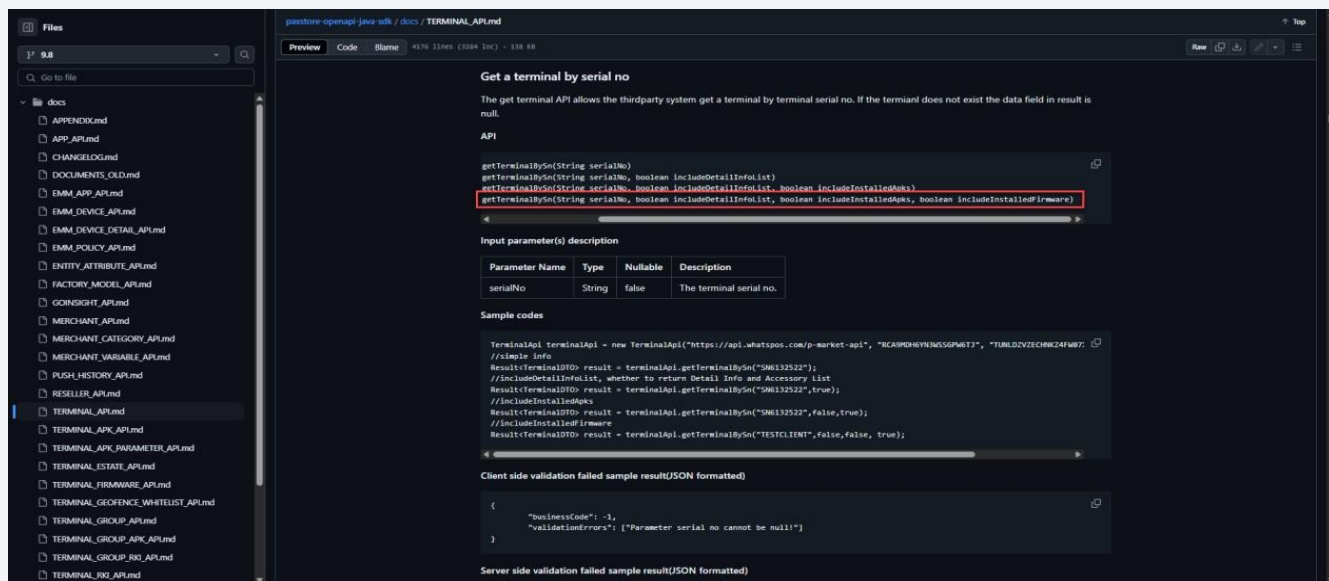 Files
paxstore-openapi-java-sdk / docs / TERMINAL_API.md
Top
9.8
Preview Code Blame 4176 lines (3284 loc) · 138 KB
Raw
Go to file
docs
APPENDIX.md
APP_API.md
CHANGELOG.md
DOCUMENTS_OLD.md
EMM_APP_API.md
EMM_DEVICE_API.md
EMM_DEVICE_DETAIL_API.md
EMM_POLICY_API.md
ENTITY_ATTRIBUTE_API.md
FACTORY_MODEL_API.md
GOINSIGHT_API.md
MERCHANT_API.md
MERCHANT_CATEGORY_API.md
MERCHANT_VARIABLE_API.md
PUSH_HISTORY_API.md
RESELLER_API.md
TERMINAL_API.md
TERMINAL_APK_API.md
TERMINAL_APK_PARAMETER_API.md
TERMINAL_ESTATE_API.md
TERMINAL_FIRMWARE_API.md
TERMINAL_GEOFENCE_WHITELIST_API.md
TERMINAL_GROUP_API.md
TERMINAL_GROUP_APK_API.md
TERMINAL_GROUP_RKI_API.md
TERMINAL_RKI_API.md
Get a terminal by serial no
The get terminal API allows the thirdparty system get a terminal by terminal serial no. If the termianl does not exist the data field in result is
null.
API
getTerminalBySn(String serialNo)
getTerminalBySn(String serialNo, boolean includeDetailInfoList)
getTerminalBySn(String serialNo, boolean includeDetailInfoList, boolean includeInstalledApks)
getTerminalBySn(String serialNo, boolean includeDetailInfoList, boolean includeInstalledApks, boolean includeInstalledFirmware)
Input parameter(s) description
Parameter Name Type Nullable Description
serialNo String false The terminal serial no.
Sample codes
TerminalApi terminalApi = new TerminalApi("https://api.whatspos.com/p-market-api", "RCA9MDH6YN3WSSGPW6TJ", "TUNLDZVZECHNKZ4FW07
//simple info
Result<TerminalDTO> result = terminalApi.getTerminalBySn("SN6132522");
//includeDetailInfoList, whether to return Detail Info and Accessory List
Result<TerminalDTO> result = terminalApi.getTerminalBySn("SN6132522",true);
//includeInstalledApks
Result<TerminalDTO> result = terminalApi.getTerminalBySn("SN6132522",false,true);
//includeInstalledFirmware
Result<TerminalDTO> result = terminalApi.getTerminalBySn("TESTCLIENT",false,false, true);
Client side validation failed sample result(JSON formatted)
{
"businessCode": -1,
"validationErrors": ["Parameter serial no cannot be null!"]
}
Server side validation failed sample result(JSON formatted)